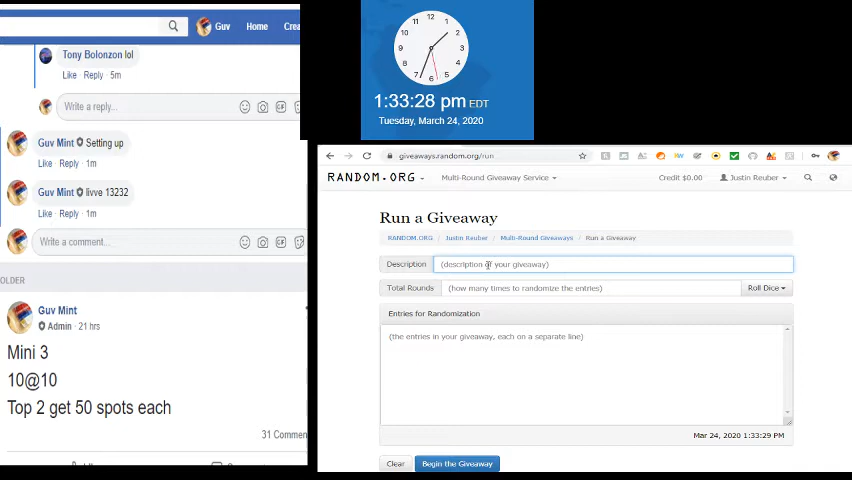 Guv
Home
Crea
Tony Bolonzon lol
Like · Reply · 5m
Write a reply...
GIF
Guv Mint Setting up
Like · Reply · 1m
Guv Mint livve 13232
Like · Reply · 1m
Write a comment...
GIF
OLDER
Guv Mint
Admin · 21 hrs
Mini 3
10@10
Top 2 get 50 spots each
31 Commen
12
1
2
3
4
5
6
7
8
9
10
11
1:33:28 pm EDT
Tuesday, March 24, 2020
giveaways.random.org/run
RANDOM.ORG
Multi-Round Giveaway Service
Credit $0.00
Justin Reuber
Run a Giveaway
RANDOM.ORG / Justin Reuber / Multi-Round Giveaways / Run a Giveaway
Description
(description of your giveaway)
Total Rounds
(how many times to randomize the entries)
Roll Dice
Entries for Randomization
(the entries in your giveaway, each on a separate line)
Mar 24, 2020 1:33:29 PM
Clear
Begin the Giveaway